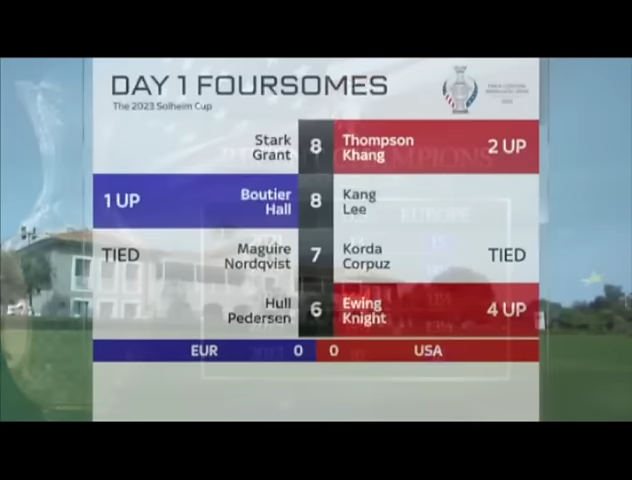 DAY 1 FOURSOMES
The 2023 Solheim Cup
Stark
Grant
8
Thompson
Khang
2 UP
1 UP
Boutier
Hall
8
Kang
Lee
TIED
Maguire
Nordqvist
7
Korda
Corpuz
TIED
Hull
Pedersen
6
Ewing
Knight
4 UP
EUR 0 0 USA